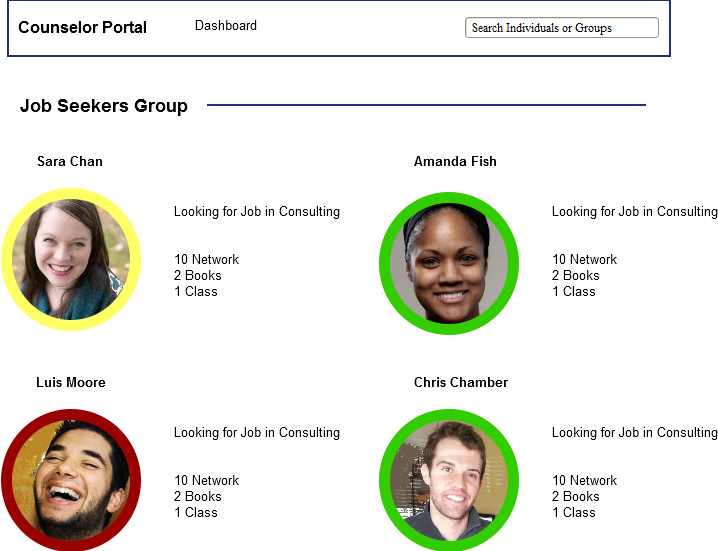 Counselor Portal
Dashboard
Search Individuals or Groups
Job Seekers Group
Sara Chan
Looking for Job in Consulting
10 Network
2 Books
1 Class
Amanda Fish
Looking for Job in Consulting
10 Network
2 Books
1 Class
Luis Moore
Looking for Job in Consulting
10 Network
2 Books
1 Class
Chris Chamber
Looking for Job in Consulting
10 Network
2 Books
1 Class